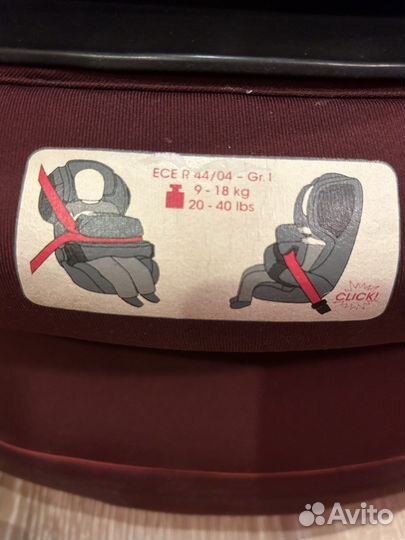 ECE R 44/04 - Gr. I
9 - 18 kg
20 - 40 lbs
CLICK!
Avito